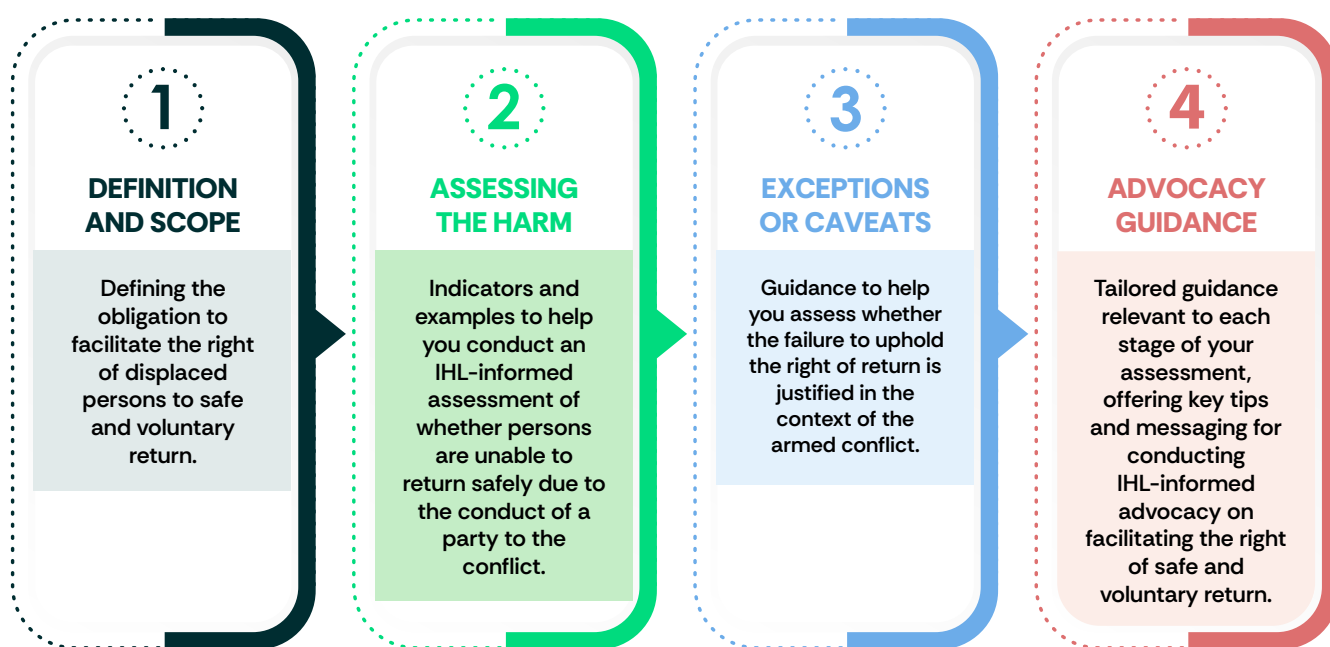 1
DEFINITION
AND SCOPE
Defining the
obligation to
facilitate the right
of displaced
persons to safe
and voluntary
return.
2
ASSESSING
THE HARM
Indicators and
examples to help
you conduct an
IHL-informed
assessment of
whether persons
are unable to
return safely due to
the conduct of a
party to the
conflict.
3
EXCEPTIONS
OR CAVEATS
Guidance to help
you assess whether
the failure to uphold
the right of return is
justified in the
context of the
armed conflict.
4
ADVOCACY
GUIDANCE
Tailored guidance
relevant to each
stage of your
assessment,
offering key tips
and messaging for
conducting
IHL-informed
advocacy on
facilitating the right
of safe and
voluntary return.